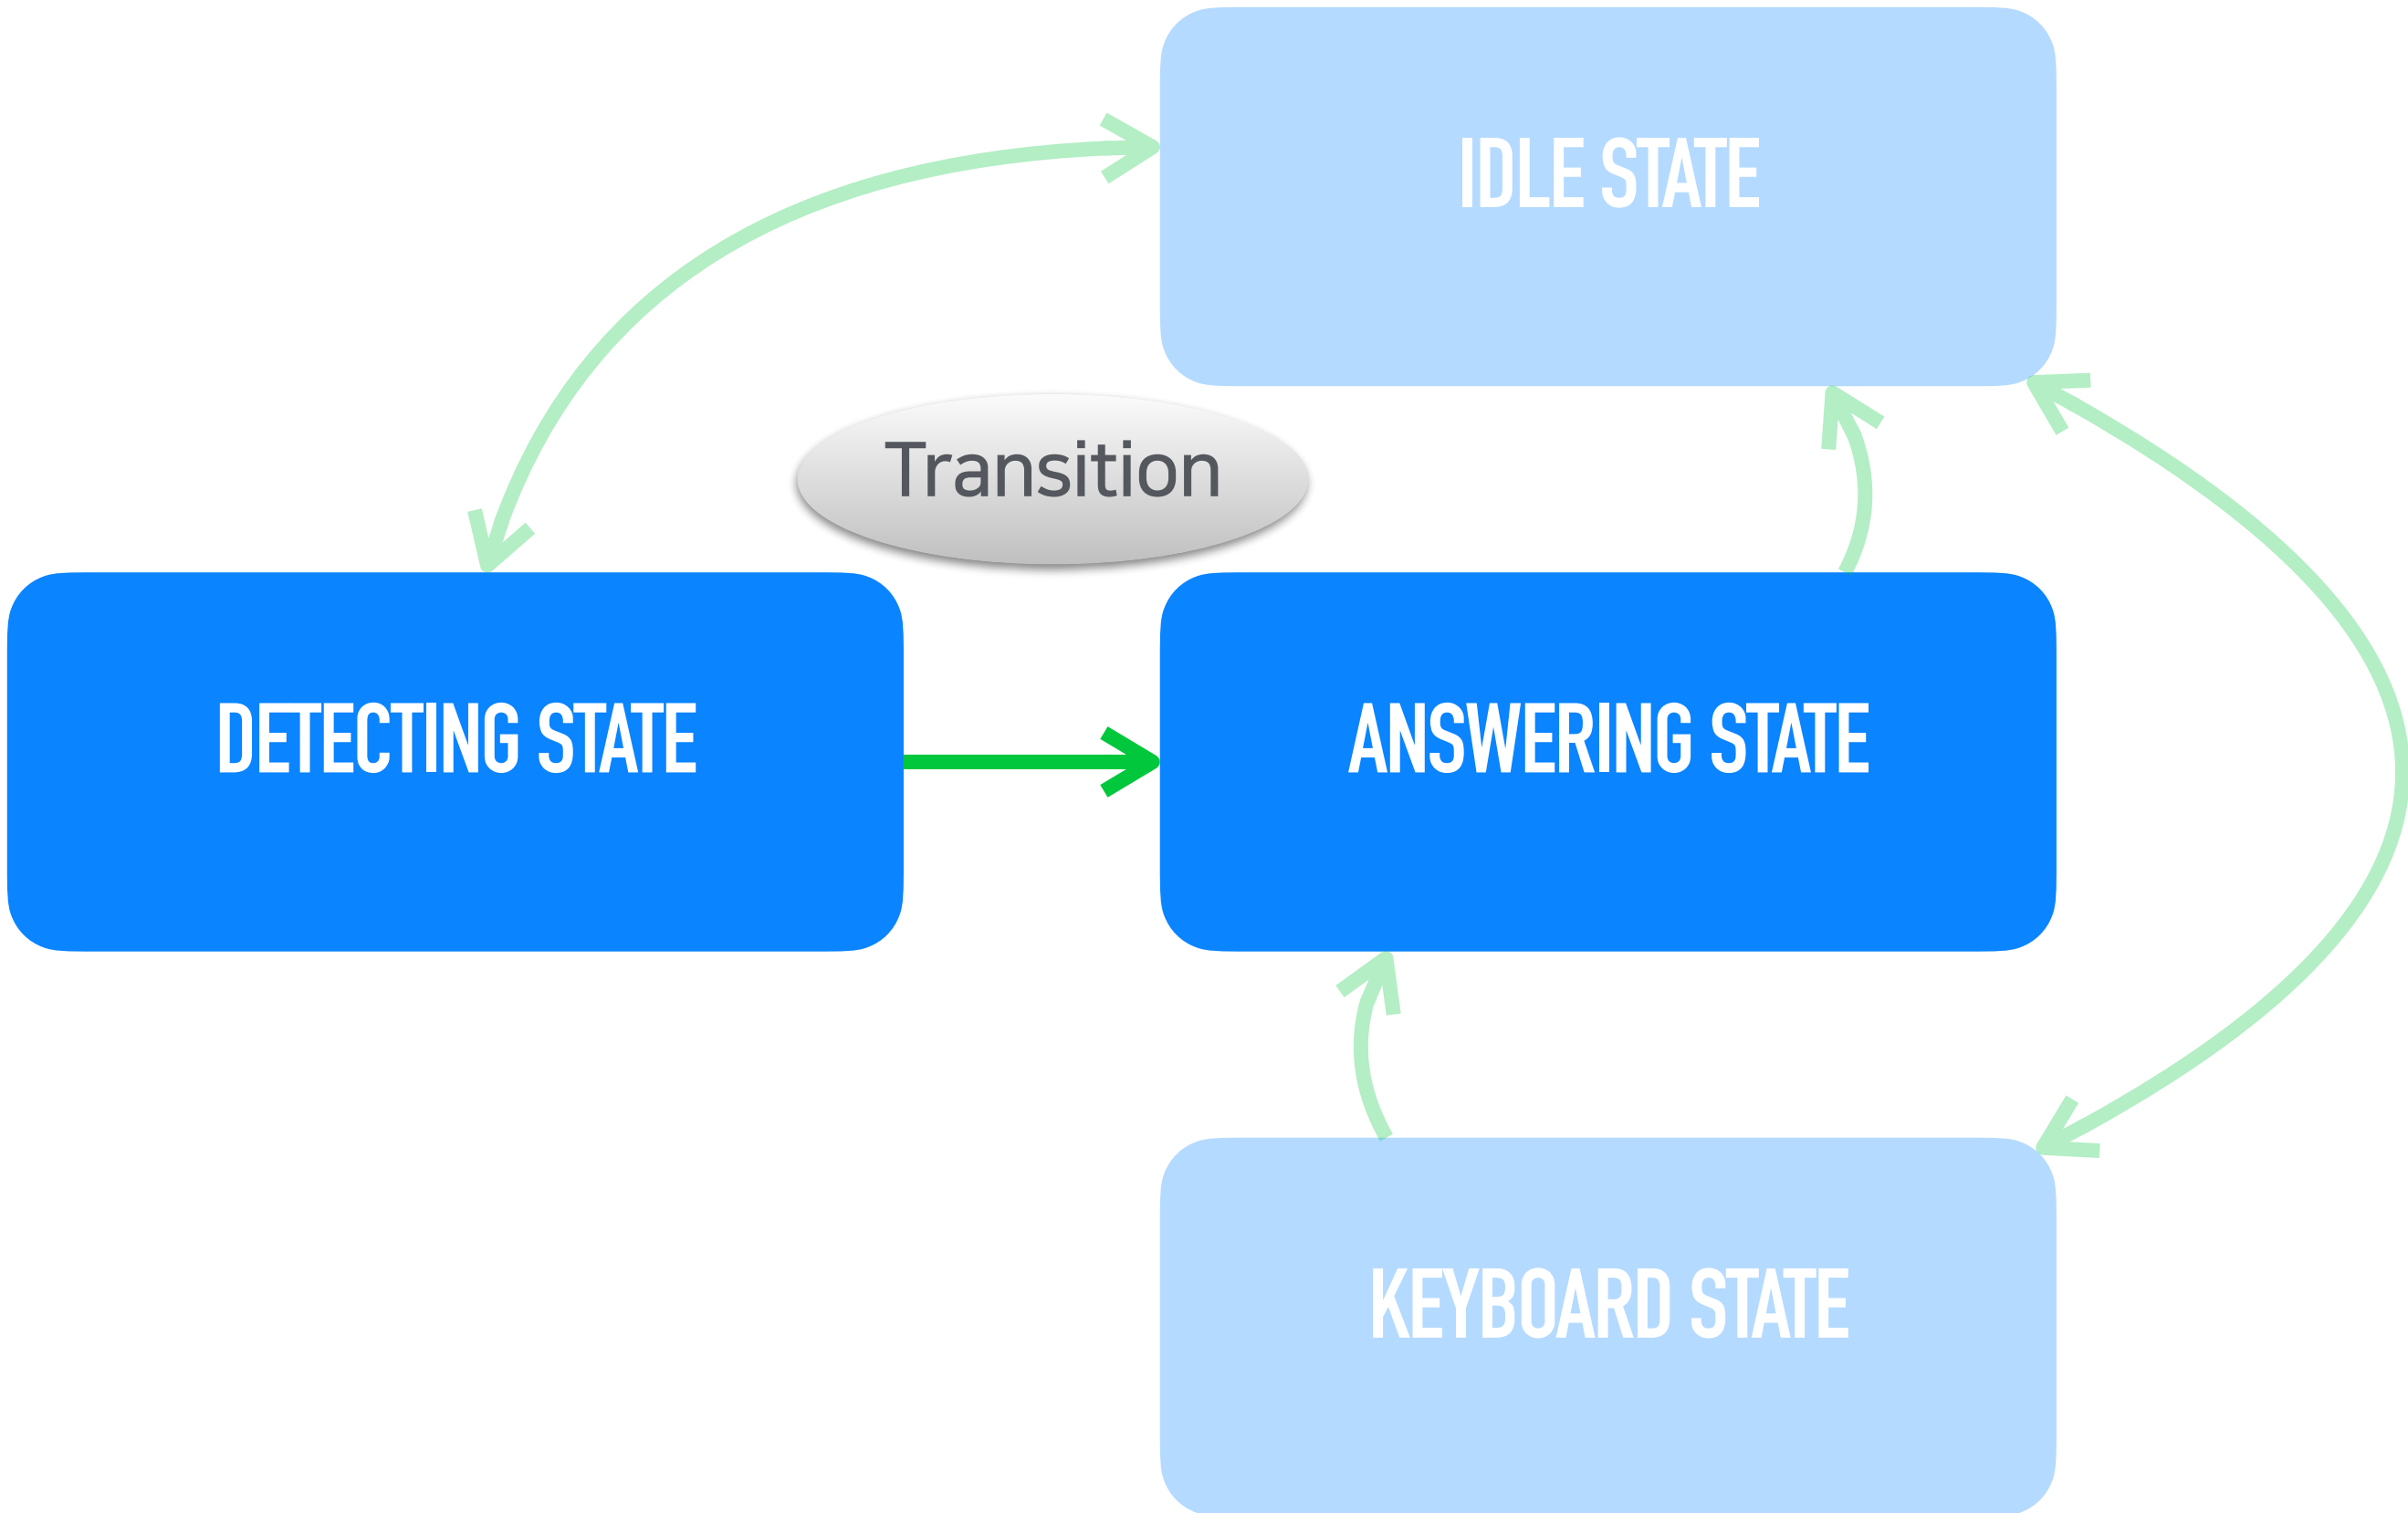 IDLE STATE
Transition
DETECTING STATE
ANSWERING STATE
KEYBOARD STATE